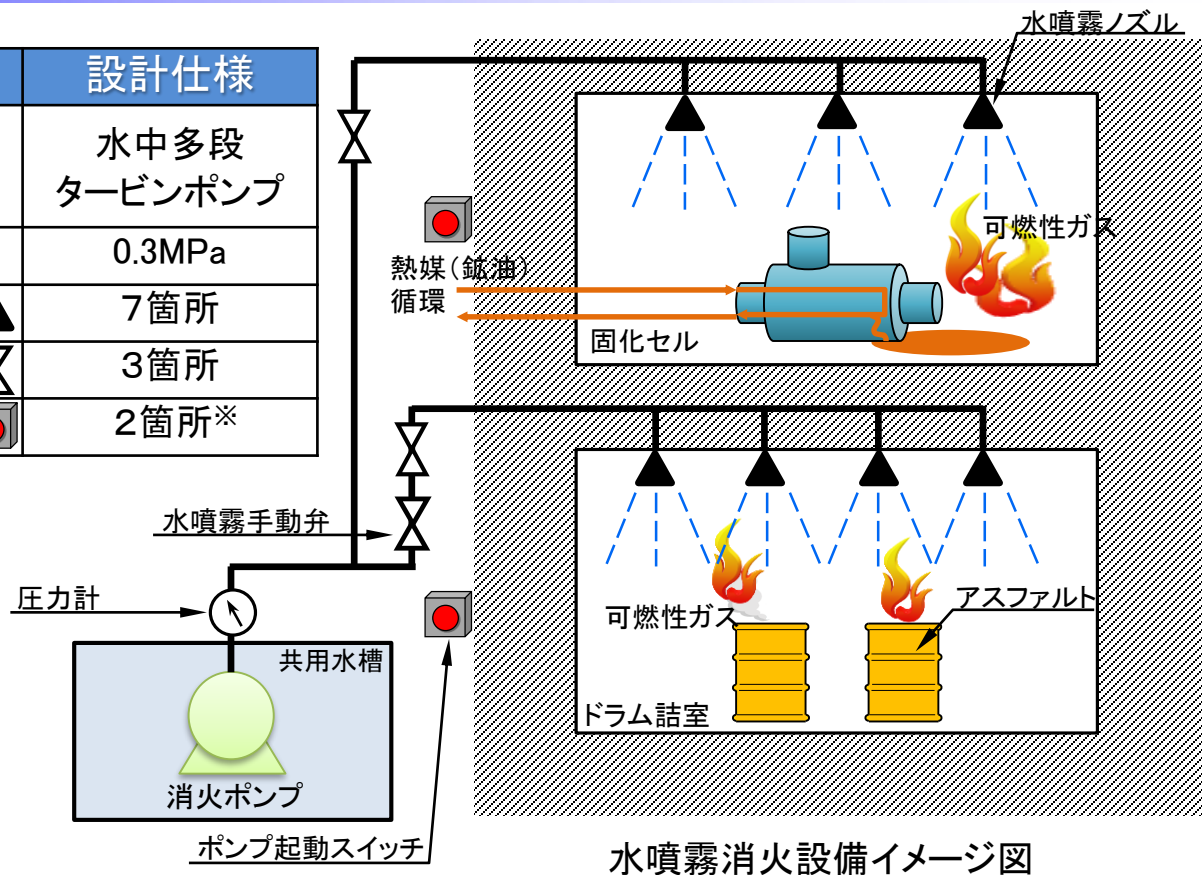 設計仕様
水中多段
タービンポンプ
0.3MPa
7箇所
3箇所
2箇所※
水噴霧ノズル
可燃性ガス
熱媒(鉱油)
循環
固化セル
水噴霧手動弁
圧力計
共用水槽
消火ポンプ
ポンプ起動スイッチ
可燃性ガス
アスファルト
ドラム詰室
水噴霧消火設備イメージ図